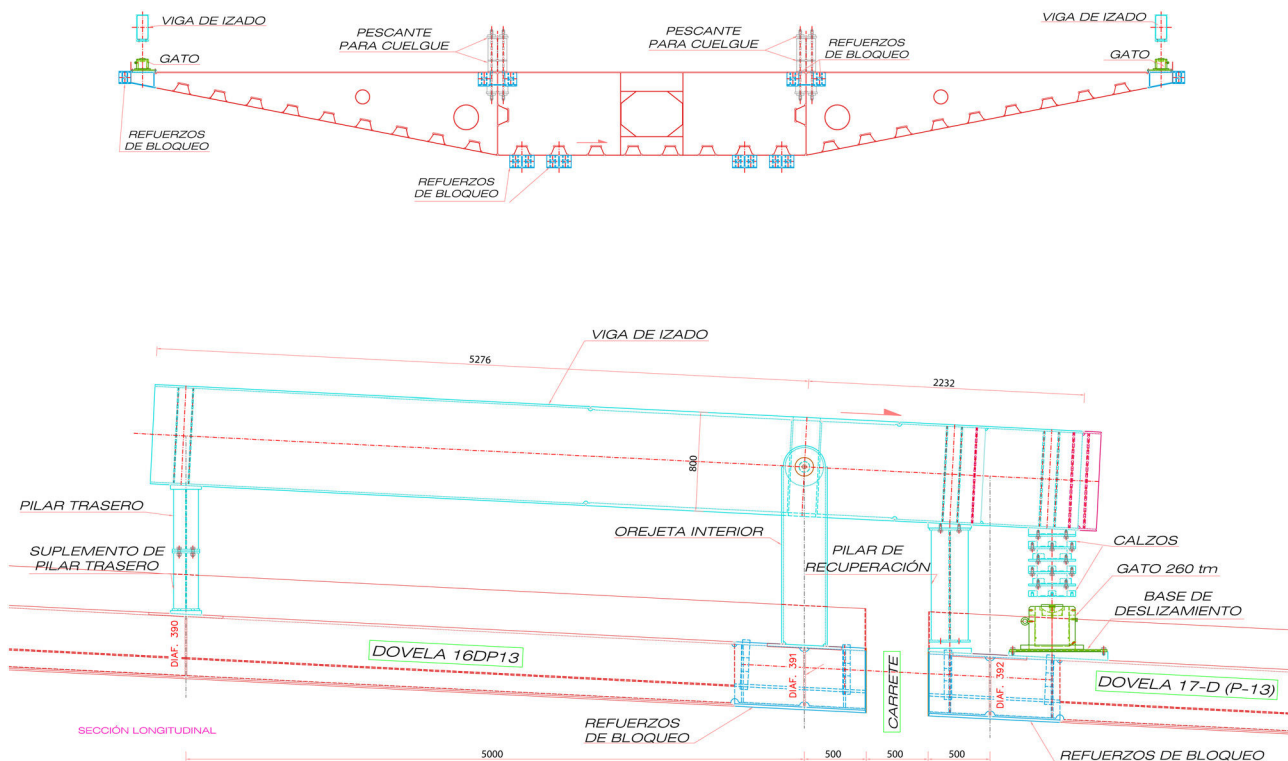 VIGA DE IZADO
GATO
PESCANTE
PARA CUELGUE
PESCANTE
PARA CUELGUE
REFUERZOS
DE BLOQUEO
VIGA DE IZADO
GATO
REFUERZOS
DE BLOQUEO
REFUERZOS
DE BLOQUEO
VIGA DE IZADO
5276
2232
800
PILAR TRASERO
SUPLEMENTO DE
PILAR TRASERO
OREJETA INTERIOR
PILAR DE
RECUPERACIÓN
CALZOS
GATO 260 tm
BASE DE
DESLIZAMIENTO
DIAF. 390
DOVELA 16DP13
DIAF. 391
CARRETE
DIAF. 392
DOVELA 17-D (P-13)
SECCIÓN LONGITUDINAL
REFUERZOS
DE BLOQUEO
REFUERZOS DE BLOQUEO
5000
500
500
500